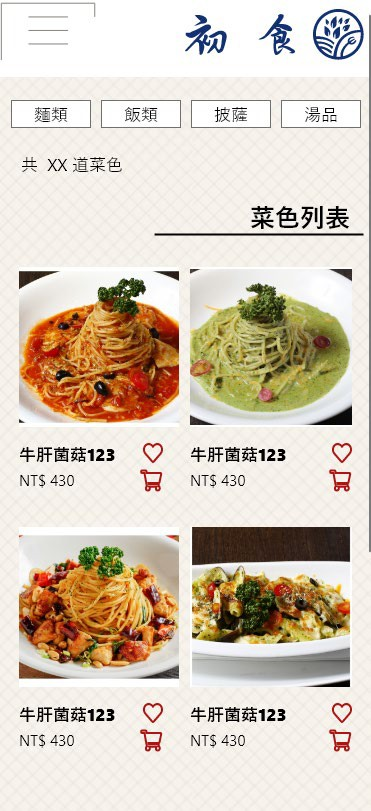 初食
麵類 飯類 披薩 湯品
共 XX 道菜色
菜色列表
牛肝菌菇123 牛肝菌菇123
NT$ 430 NT$ 430
牛肝菌菇123 牛肝菌菇123
NT$ 430 NT$ 430